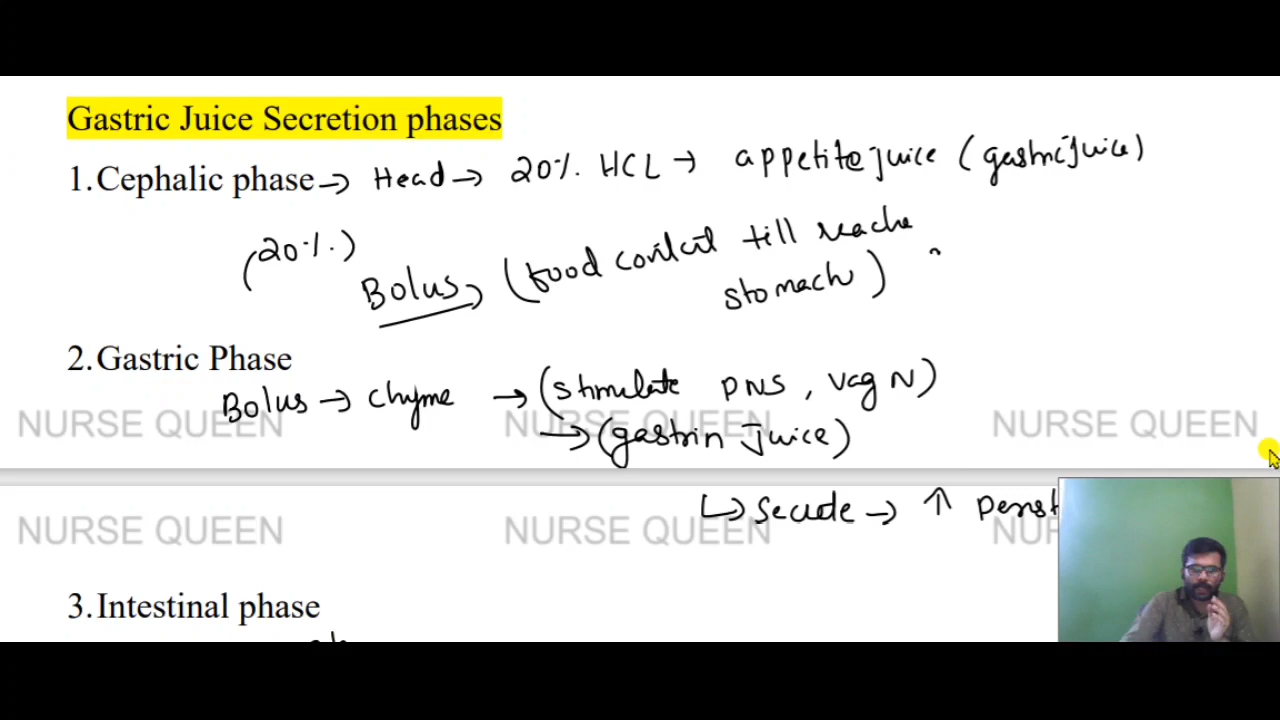 Gastric Juice Secretion phases
1. Cephalic phase → Head → 20% HCL → appetite juice (gastric juice)
(20%)
Bolus → (food contact till reache
stomach)
2. Gastric Phase
Bolus → chyme → (stimulate PNS, vag N)
NURSE QUEEN NURSE QUEEN NURSE QUEEN
→ (gastrin juice)
↳ secrete → ↑ perist
NURSE QUEEN NURSE QUEEN NU
3. Intestinal phase